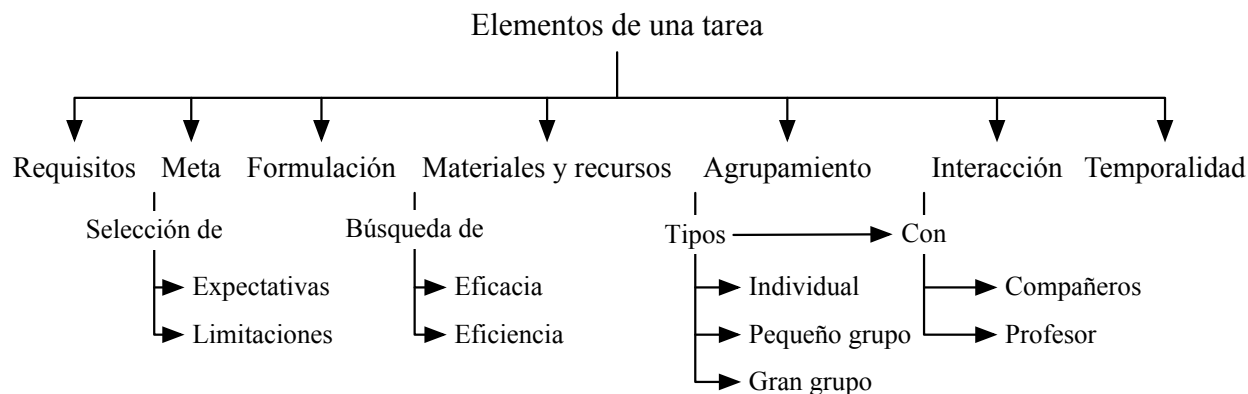 Elementos de una tarea
Requisitos Meta Formulación Materiales y recursos Agrupamiento Interacción Temporalidad
Selección de Búsqueda de Tipos Con
Expectativas Eficacia Individual Compañeros
Limitaciones Eficiencia Pequeño grupo Profesor
Gran grupo